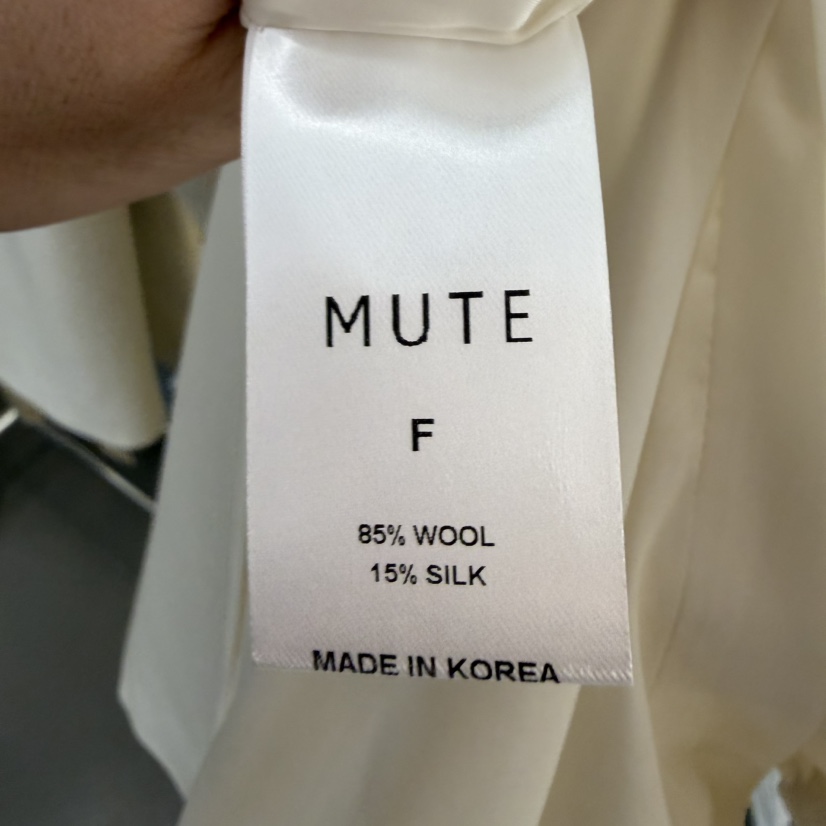 MUTE
F
85% WOOL
15% SILK
MADE IN KOREA